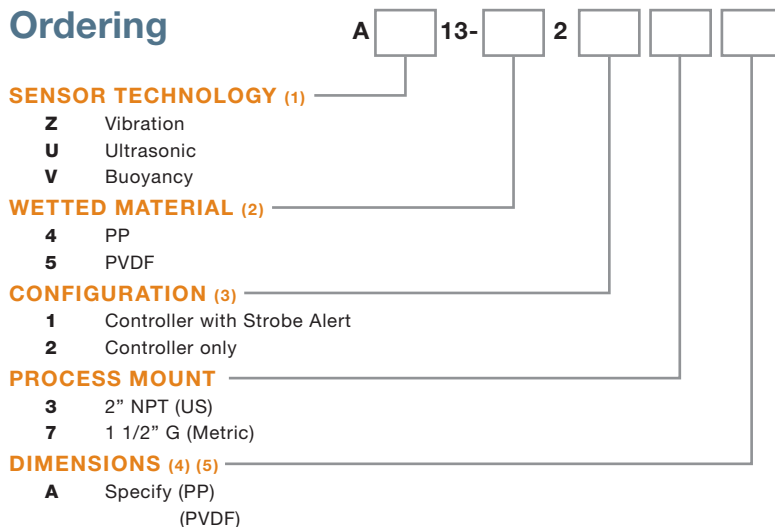 Ordering
A 13- 2
SENSOR TECHNOLOGY (1)
Z Vibration
U Ultrasonic
V Buoyancy
WETTED MATERIAL (2)
4 PP
5 PVDF
CONFIGURATION (3)
1 Controller with Strobe Alert
2 Controller only
PROCESS MOUNT
3 2” NPT (US)
7 1 1/2” G (Metric)
DIMENSIONS (4) (5)
A Specify (PP)
(PVDF)